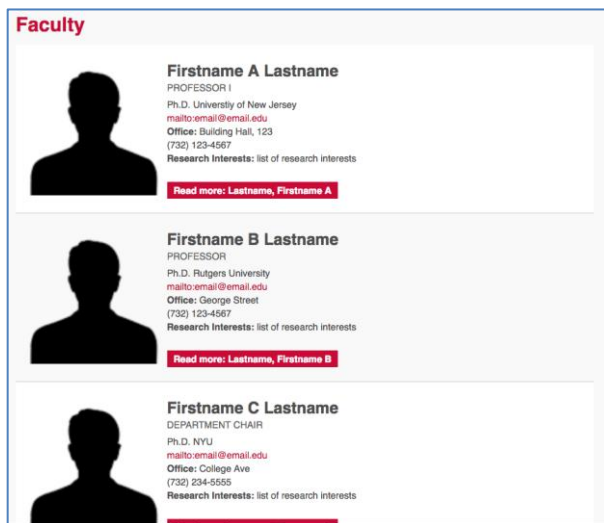 Faculty
Firstname A Lastname
PROFESSOR I
Ph.D. Universtiy of New Jersey
mailto:email@email.edu
Office: Building Hall, 123
(732) 123-4567
Research Interests: list of research interests
Read more: Lastname, Firstname A
Firstname B Lastname
PROFESSOR
Ph.D. Rutgers University
mailto:email@email.edu
Office: George Street
(732) 123-4567
Research Interests: list of research interests
Read more: Lastname, Firstname B
Firstname C Lastname
DEPARTMENT CHAIR
Ph.D. NYU
mailto:email@email.edu
Office: College Ave
(732) 234-5555
Research Interests: list of research interests